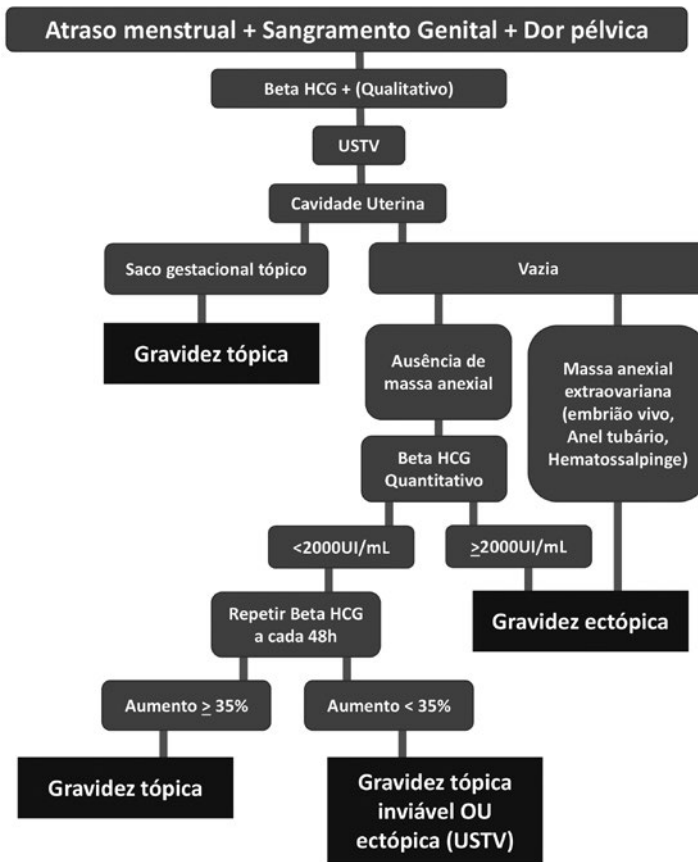 Atraso menstrual + Sangramento Genital + Dor pélvica
Beta HCG + (Qualitativo)
USTV
Cavidade Uterina
Saco gestacional tópico
Vazia
Gravidez tópica
Ausência de
massa anexial
Massa anexial
extraovariana
(embrião vivo,
Anel tubário,
Hematossalpinge)
Beta HCG
Quantitativo
<2000UI/mL
≥2000UI/mL
Repetir Beta HCG
a cada 48h
Gravidez ectópica
Aumento ≥ 35%
Aumento < 35%
Gravidez tópica
Gravidez tópica
inviável OU
ectópica (USTV)